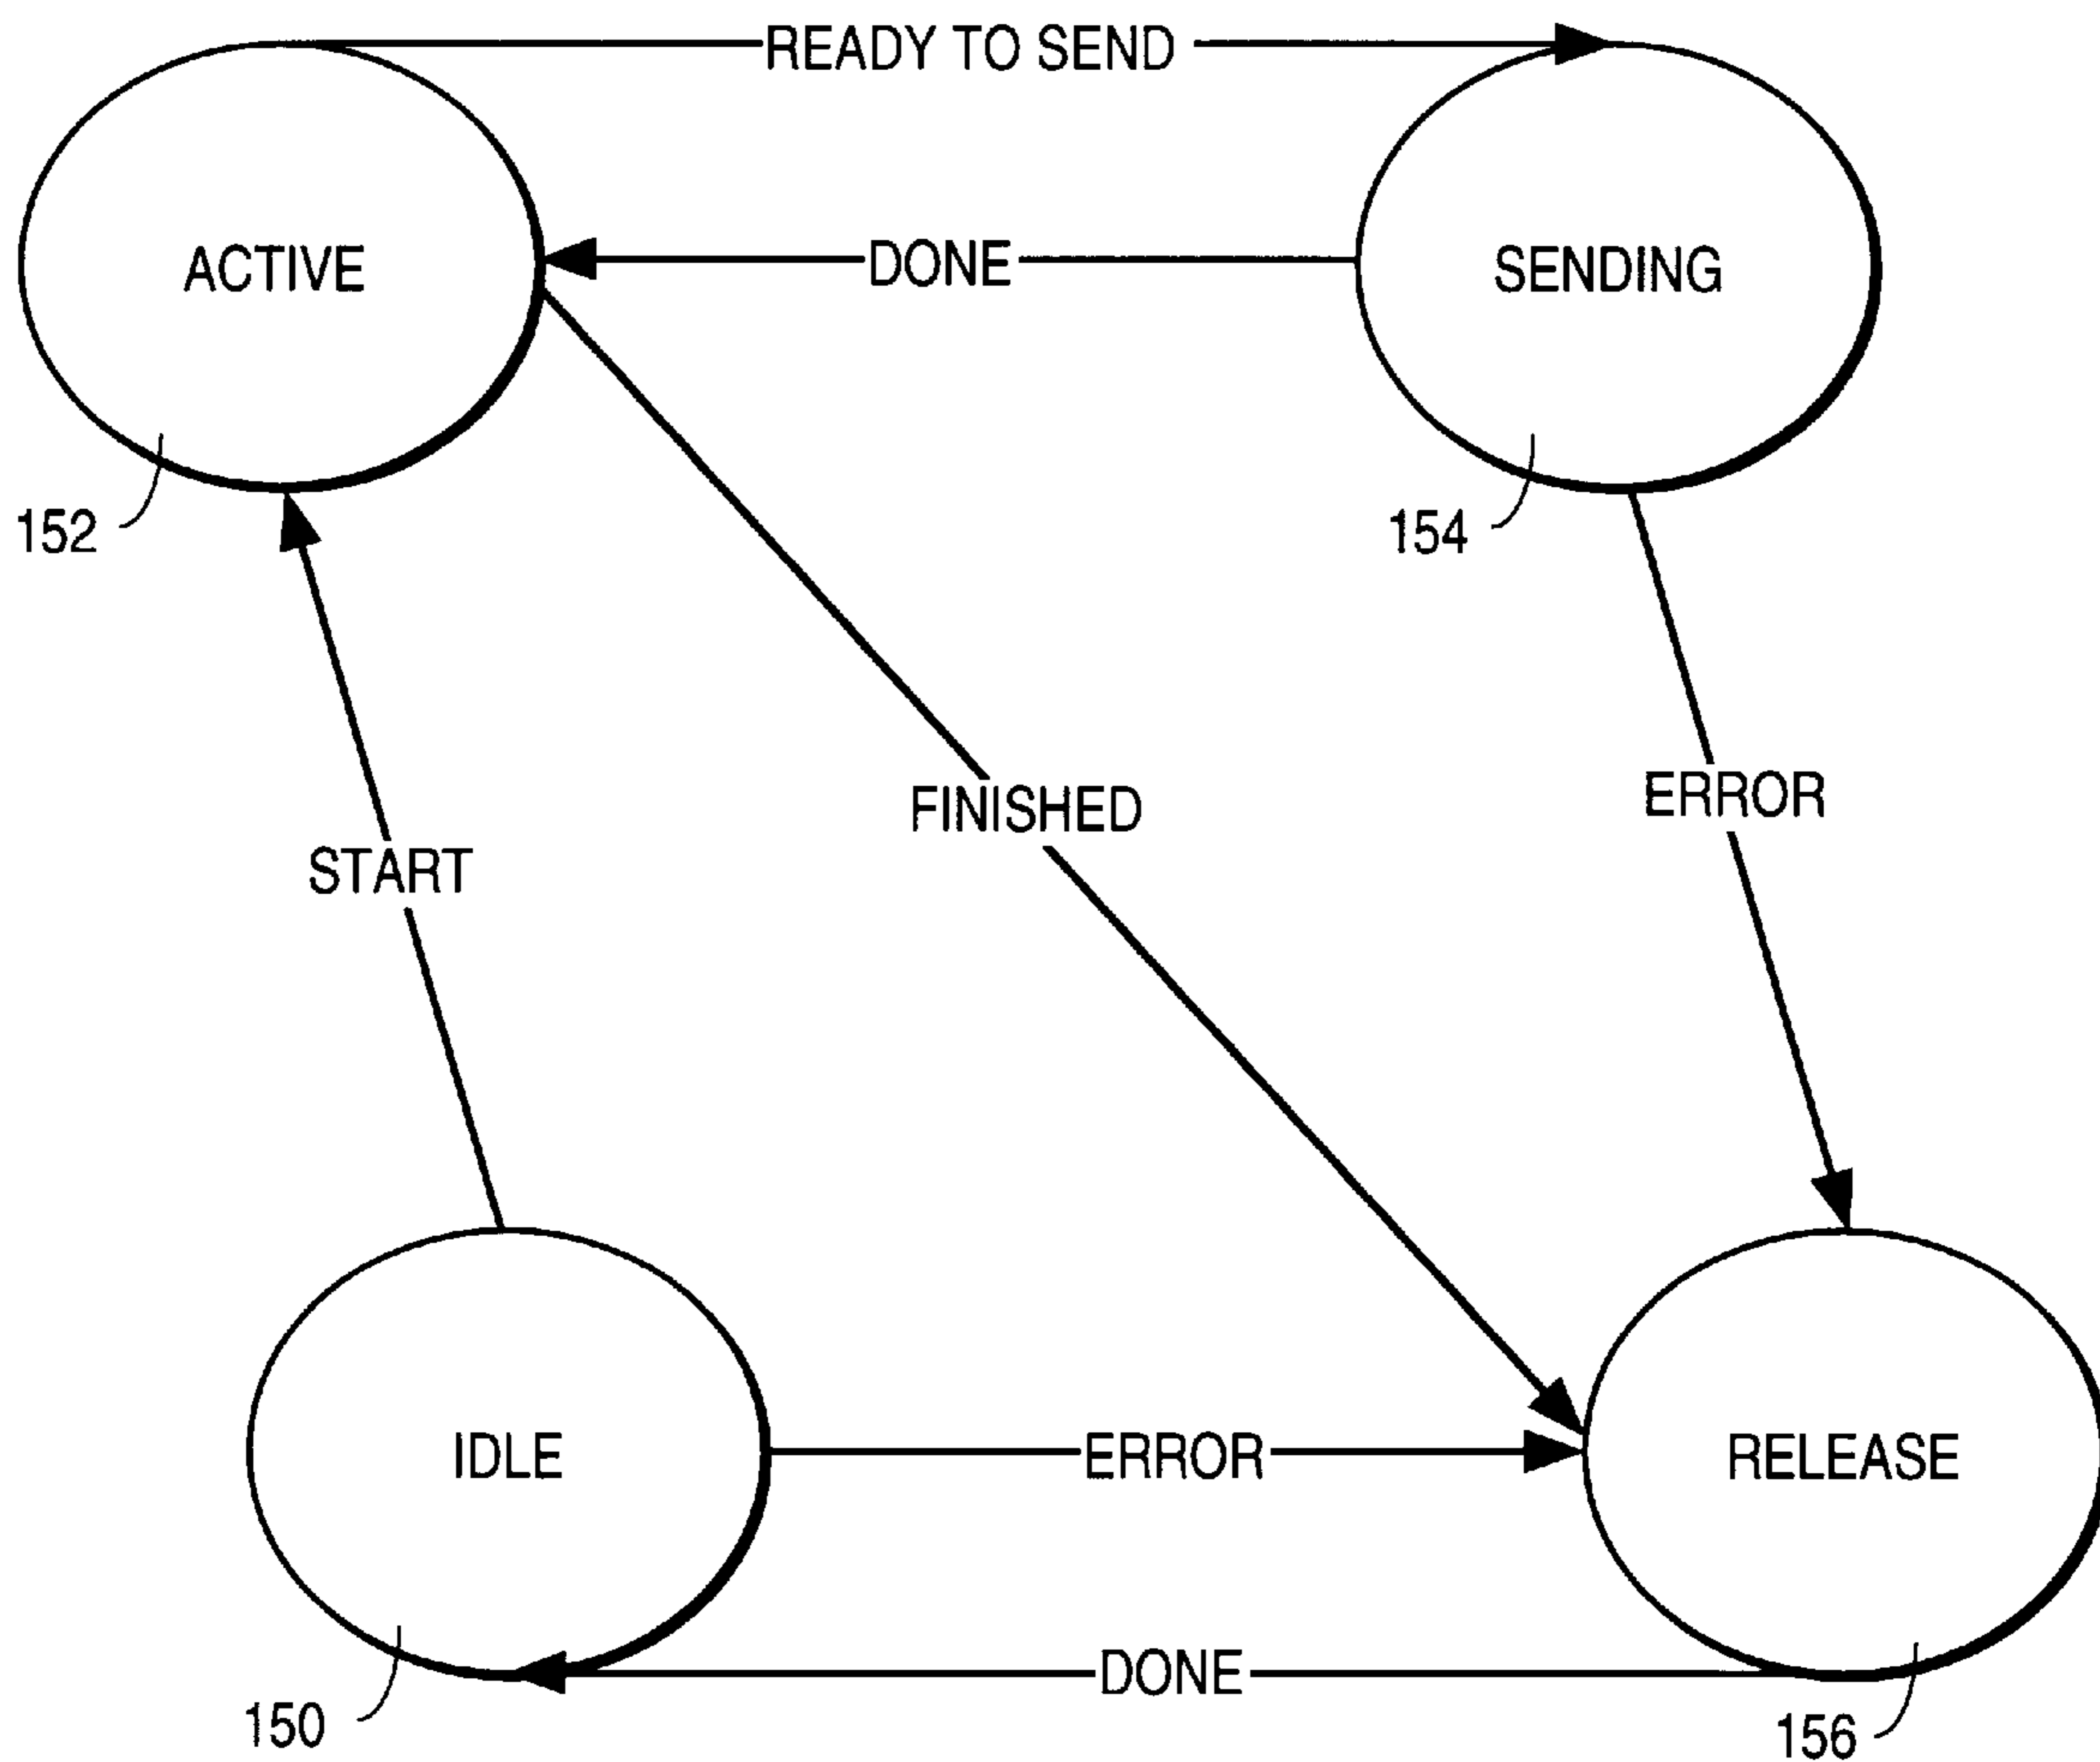 READY TO SEND
ACTIVE
DONE
SENDING
152
154
FINISHED
ERROR
START
IDLE
ERROR
RELEASE
DONE
150
156